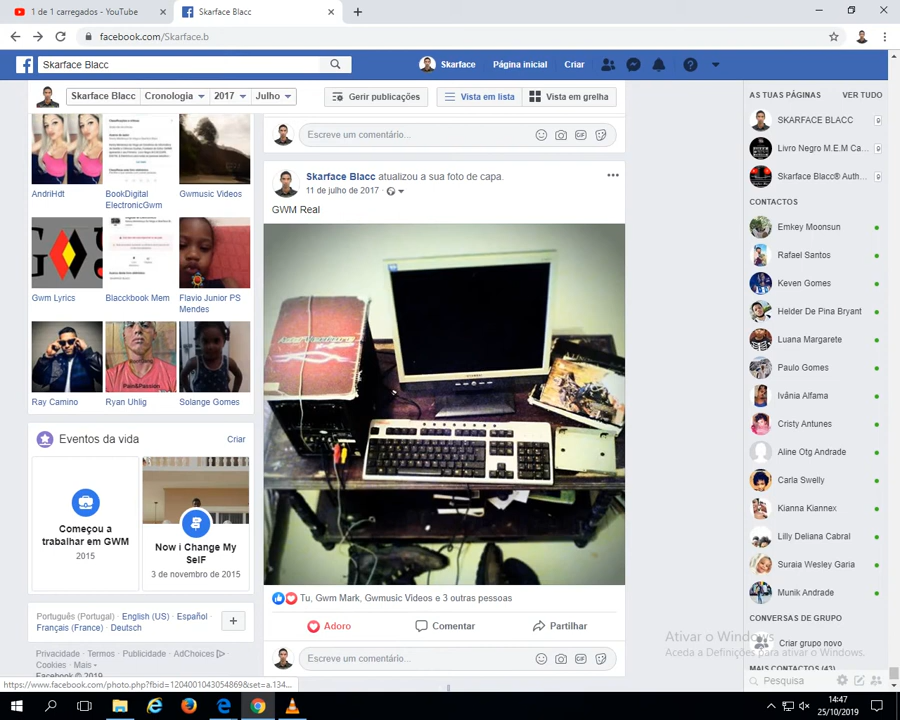 1 de 1 carregados - YouTube
Skarface Blacc
facebook.com/Skarface.b
Skarface Blacc
Skarface
Página inicial
Criar
Skarface Blacc
Cronologia
2017
Julho
Gerir publicações
Vista em lista
Vista em grelha
AndriHdt
BookDigital
ElectronicGwm
Gwmusic Videos
Gwm Lyrics
Blacckbook Mem
Flavio Junior PS
Mendes
Pain&Passion
Ray Camino
Ryan Uhlig
Solange Gomes
Eventos da vida
Criar
Começou a
trabalhar em GWM
2015
Now i Change My
SelF
3 de novembro de 2015
Português (Portugal) · English (US) · Español ·
Français (France) · Deutsch
Privacidade · Termos · Publicidade · AdChoices
Cookies · Mais
Facebook © 2019
https://www.facebook.com/photo.php?fbid=1204001043054869&set=a.134...
Escreve um comentário...
Skarface Blacc atualizou a sua foto de capa.
11 de julho de 2017 ·
GWM Real
Tu, Gwm Mark, Gwmusic Videos e 3 outras pessoas
Adoro
Comentar
Partilhar
Escreve um comentário...
AS TUAS PÁGINAS
VER TUDO
SKARFACE BLACC
Livro Negro M.E.M Ca...
Skarface Blacc® Auth...
CONTACTOS
Emkey Moonsun
Rafael Santos
Keven Gomes
Helder De Pina Bryant
Luana Margarete
Paulo Gomes
Ivânia Alfama
Cristy Antunes
Aline Otg Andrade
Carla Swelly
Kianna Kiannex
Lilly Deliana Cabral
Suraia Wesley Garia
Munik Andrade
CONVERSAS DE GRUPO
Criar grupo novo
MAIS CONTACTOS (43)
Pesquisa
Ativar o Windows
Aceda a Definições para ativar o Windows.
14:47
25/10/2019